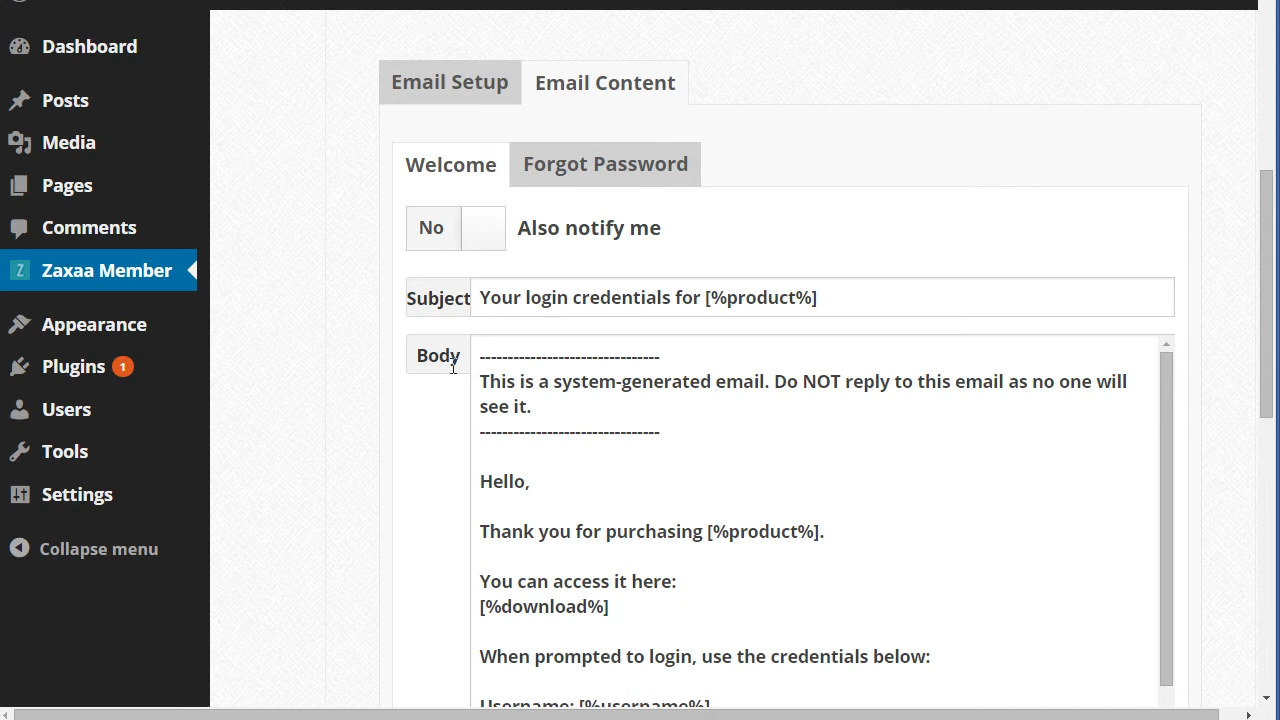 Dashboard
Posts
Media
Pages
Comments
Z Zaxaa Member
Appearance
Plugins 1
Users
Tools
Settings
Collapse menu
Email Setup Email Content
Welcome Forgot Password
No Also notify me
Subject Your login credentials for [%product%]
Body --------------------------------
This is a system-generated email. Do NOT reply to this email as no one will
see it.
--------------------------------
Hello,
Thank you for purchasing [%product%].
You can access it here:
[%download%]
When prompted to login, use the credentials below:
Username: [%username%]